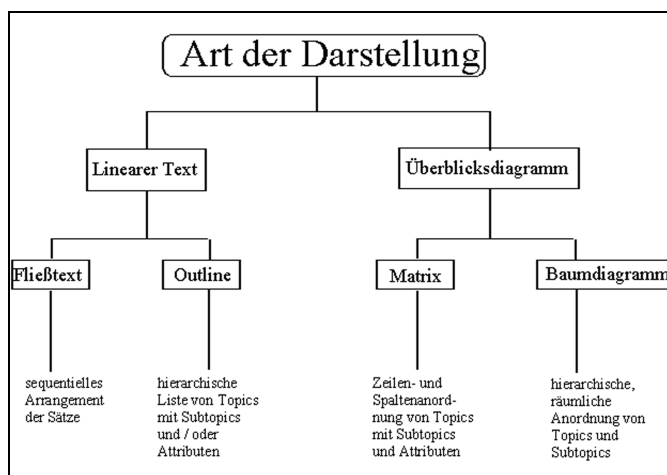 Art der Darstellung
Linearer Text
Überblicksdiagramm
Fließtext
Outline
Matrix
Baumdiagramm
sequentielles
Arrangement
der Sätze
hierarchische
Liste von Topics
mit Subtopics
und / oder
Attributen
Zeilen- und
Spaltenanord-
nung von Topics
mit Subtopics
und Attributen
hierarchische,
räumliche
Anordnung von
Topics und
Subtopics